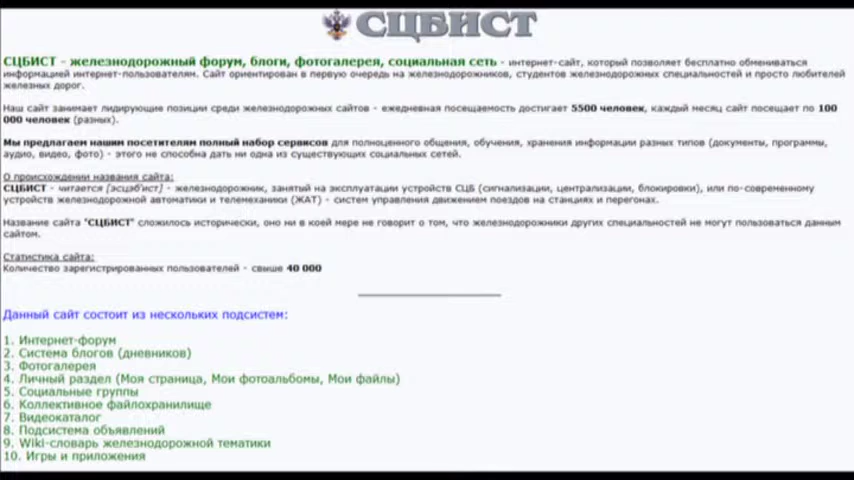 СЦБИСТ
СЦБИСТ - железнодорожный форум, блоги, фотогалерея, социальная сеть - интернет-сайт, который позволяет бесплатно обмениваться
информацией интернет-пользователям. Сайт ориентирован в первую очередь на железнодорожников, студентов железнодорожных специальностей и просто любителей
железных дорог.
Наш сайт занимает лидирующие позиции среди железнодорожных сайтов - ежедневная посещаемость достигает 5500 человек, каждый месяц сайт посещает по 100
000 человек (разных).
Мы предлагаем нашим посетителям полный набор сервисов для полноценного общения, обучения, хранения информации разных типов (документы, программы,
аудио, видео, фото) - этого не способна дать ни одна из существующих социальных сетей.
О происхождении названия сайта:
СЦБИСТ - читается [эсцэб'ист] - железнодорожник, занятый на эксплуатации устройств СЦБ (сигнализации, централизации, блокировки), или по-современному
устройств железнодорожной автоматики и телемеханики (ЖАТ) - систем управления движением поездов на станциях и перегонах.
Название сайта "СЦБИСТ" сложилось исторически, оно ни в коей мере не говорит о том, что железнодорожники других специальностей не могут пользоваться данным
сайтом.
Статистика сайта:
Количество зарегистрированных пользователей - свыше 40 000
Данный сайт состоит из нескольких подсистем:
1. Интернет-форум
2. Система блогов (дневников)
3. Фотогалерея
4. Личный раздел (Моя страница, Мои фотоальбомы, Мои файлы)
5. Социальные группы
6. Коллективное файлохранилище
7. Видеокаталог
8. Подсистема объявлений
9. Wiki-словарь железнодорожной тематики
10. Игры и приложения